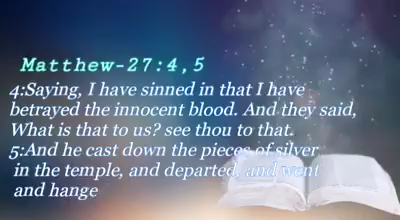 Matthew-27:4,5
4:Saying, I have sinned in that I have
betrayed the innocent blood. And they said,
What is that to us? see thou to that.
5:And he cast down the pieces of silver
in the temple, and departed, and went
and hange